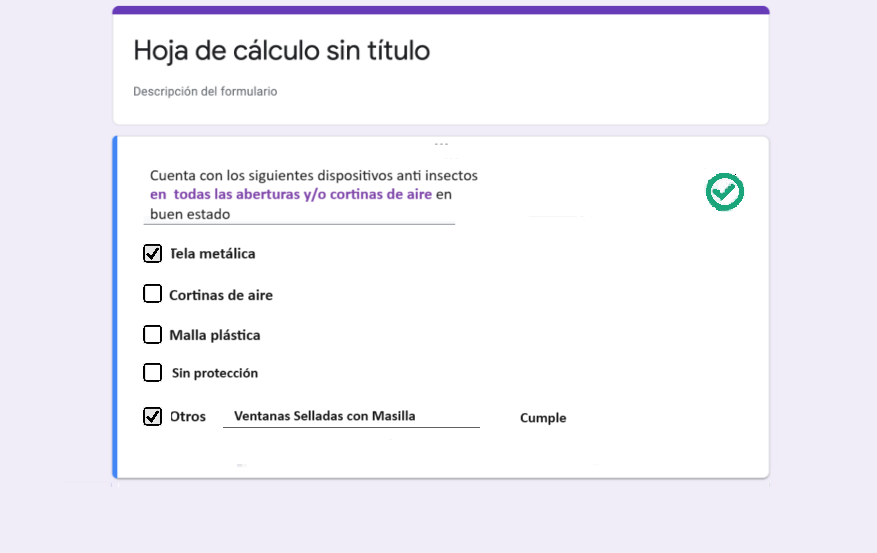 Hoja de cálculo sin título
Descripción del formulario
Cuenta con los siguientes dispositivos anti insectos
en todas las aberturas y/o cortinas de aire en
buen estado
Tela metálica
Cortinas de aire
Malla plástica
Sin protección
Otros Ventanas Selladas con Masilla Cumple